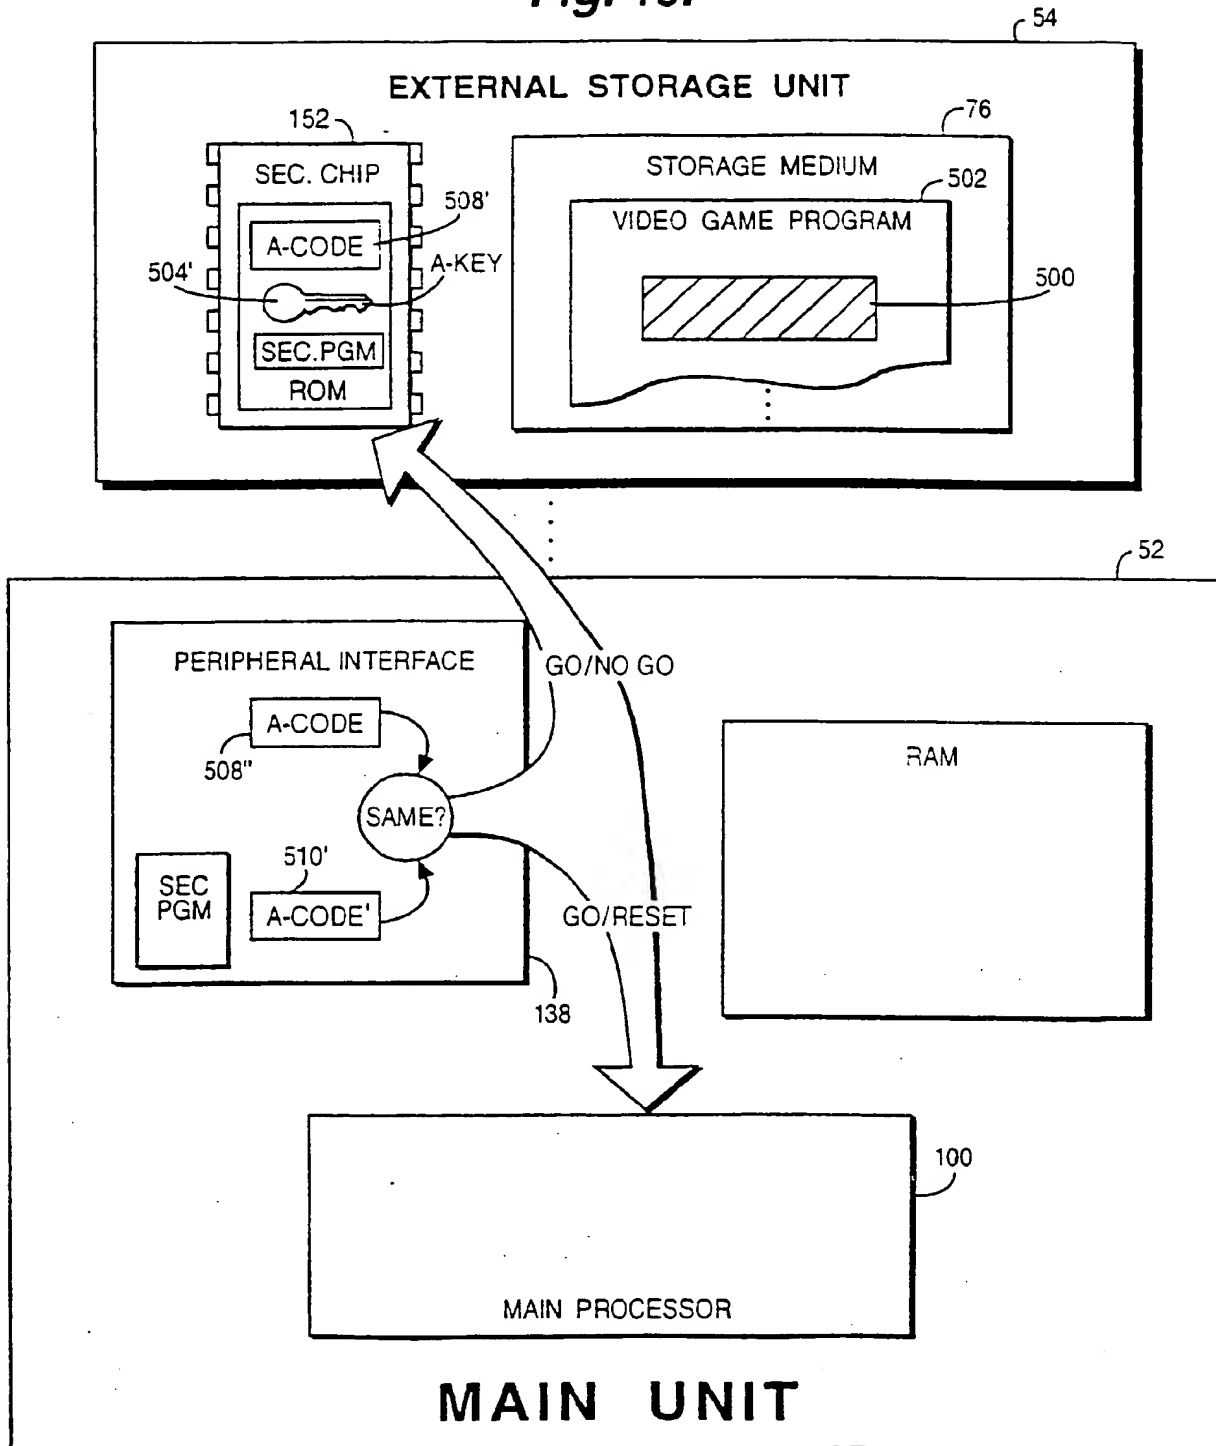 54
EXTERNAL STORAGE UNIT
152
76
SEC. CHIP
STORAGE MEDIUM
508'
502
A-CODE
VIDEO GAME PROGRAM
504'
A-KEY
500
SEC.PGM
ROM
52
PERIPHERAL INTERFACE
GO/NO GO
A-CODE
508"
RAM
SAME?
510'
SEC
PGM
A-CODE'
GO/RESET
138
100
MAIN PROCESSOR
MAIN UNIT